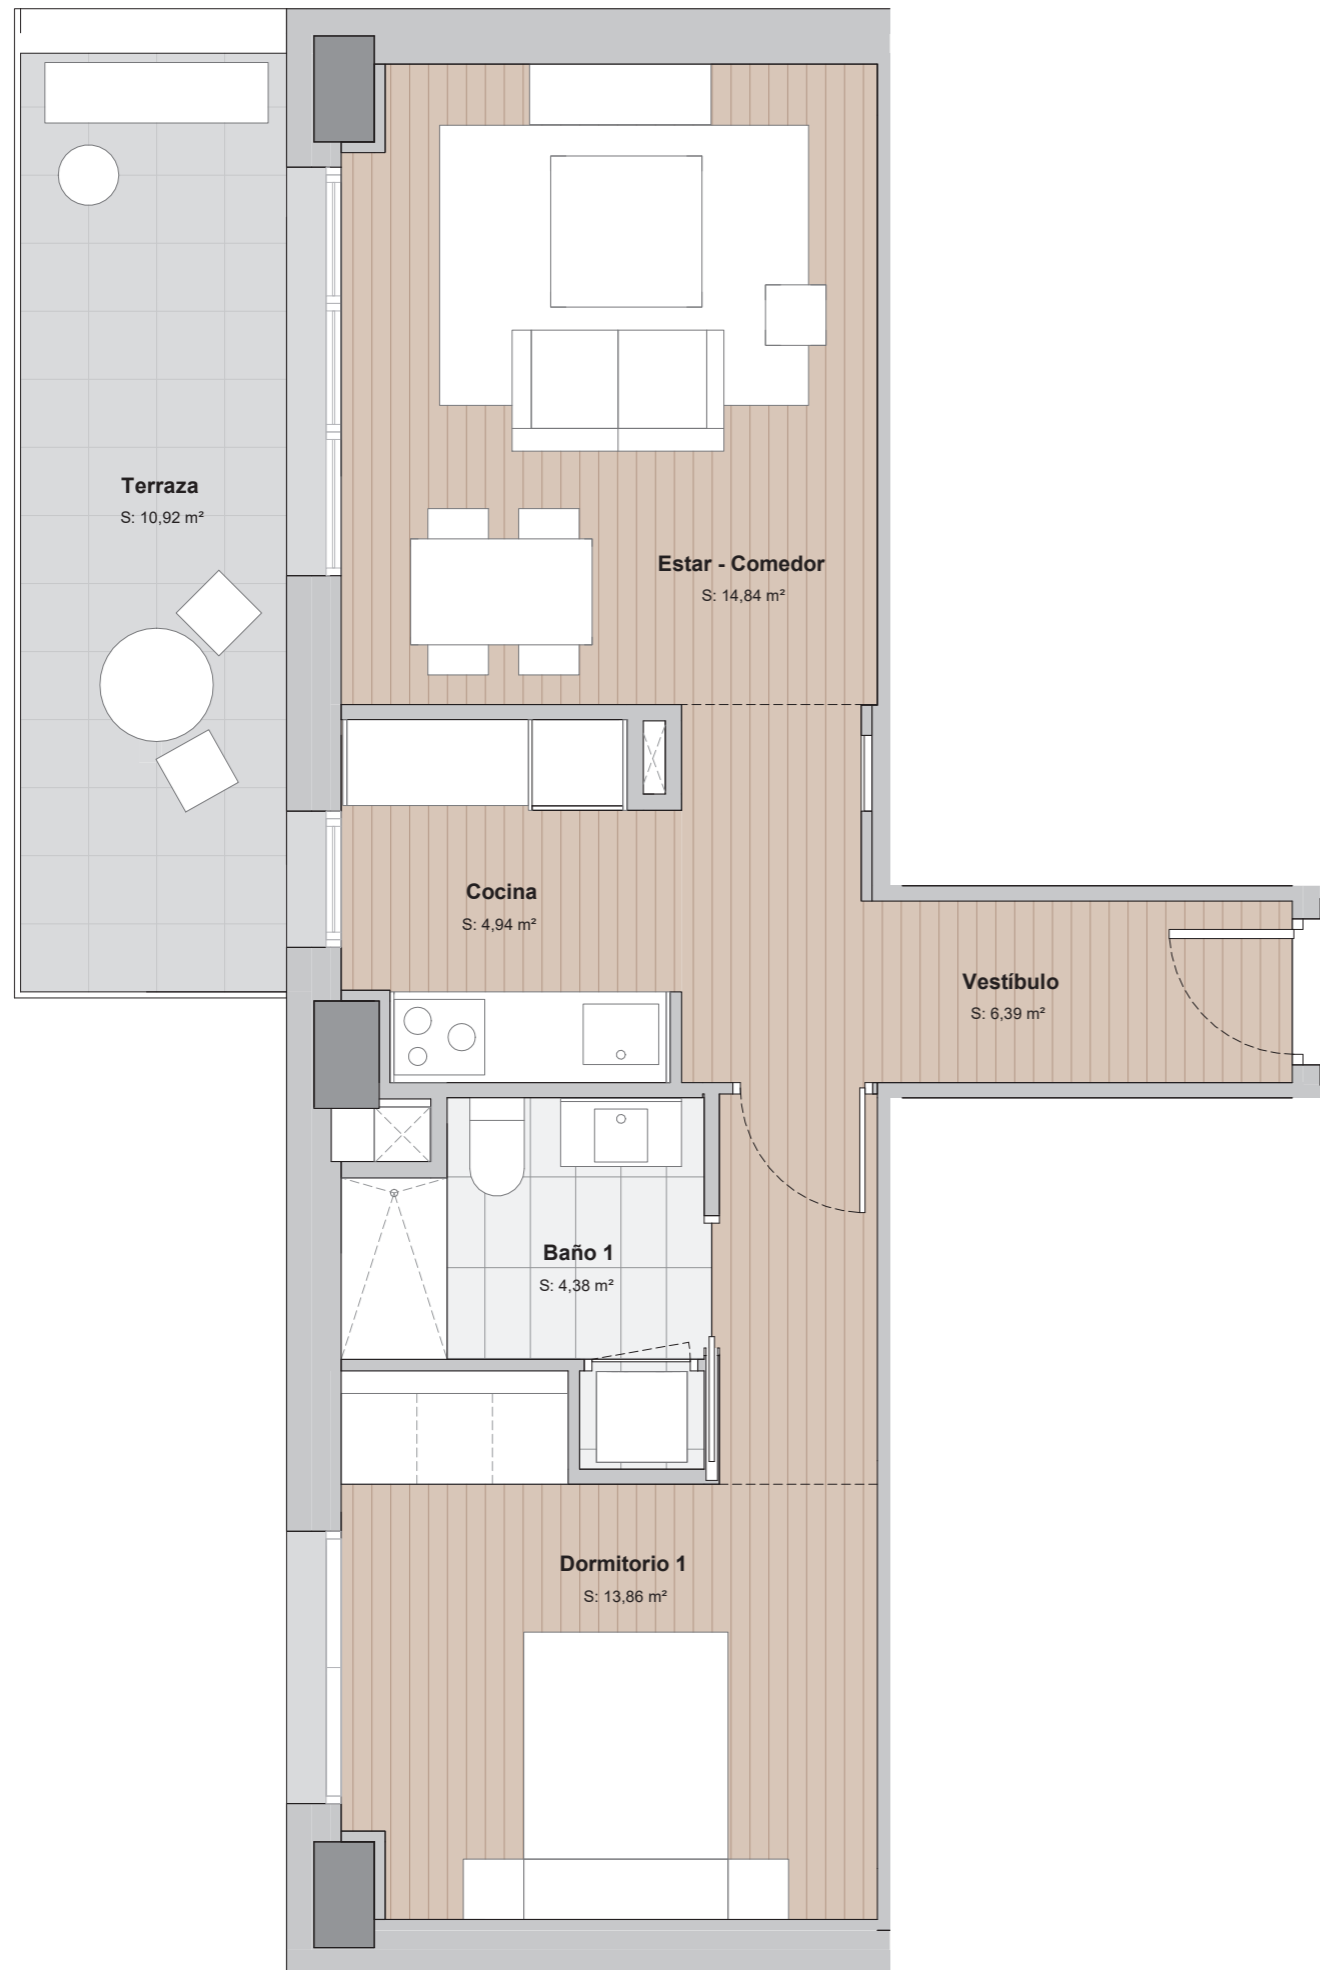 Terraza
S: 10,92 m²
Estar - Comedor
S: 14,84 m²
Cocina
S: 4,94 m²
Vestíbulo
S: 6,39 m²
Baño 1
S: 4,38 m²
Dormitorio 1
S: 13,86 m²